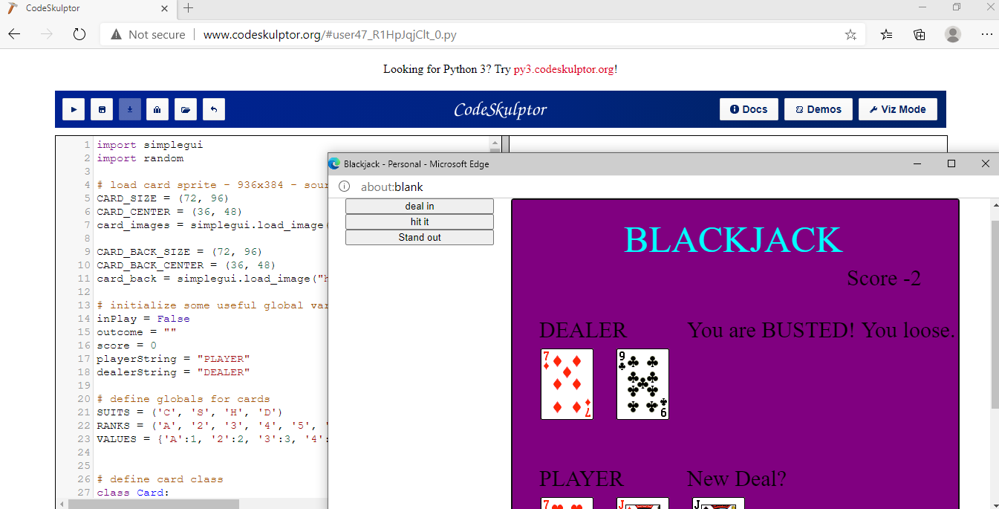 CodeSkulptor
Not secure | www.codeskulptor.org/#user47_R1HpJqjClt_0.py
Looking for Python 3? Try py3.codeskulptor.org!
CodeSkulptor
Docs
Demos
Viz Mode
1 import simplegui
2 import random
3
4 # load card sprite - 936x384 - sour
5 CARD_SIZE = (72, 96)
6 CARD_CENTER = (36, 48)
7 card_images = simplegui.load_image(
8
9 CARD_BACK_SIZE = (72, 96)
10 CARD_BACK_CENTER = (36, 48)
11 card_back = simplegui.load_image("h
12
13 # initialize some useful global var
14 inPlay = False
15 outcome = ""
16 score = 0
17 playerString = "PLAYER"
18 dealerString = "DEALER"
19
20 # define globals for cards
21 SUITS = ('C', 'S', 'H', 'D')
22 RANKS = ('A', '2', '3', '4', '5', '
23 VALUES = {'A':1, '2':2, '3':3, '4':
24
25
26 # define card class
27 class Card:
Blackjack - Personal - Microsoft Edge
about:blank
deal in
hit it
Stand out
BLACKJACK
Score -2
DEALER
You are BUSTED! You loose.
7
7
9
9
PLAYER
New Deal?
7
J
J